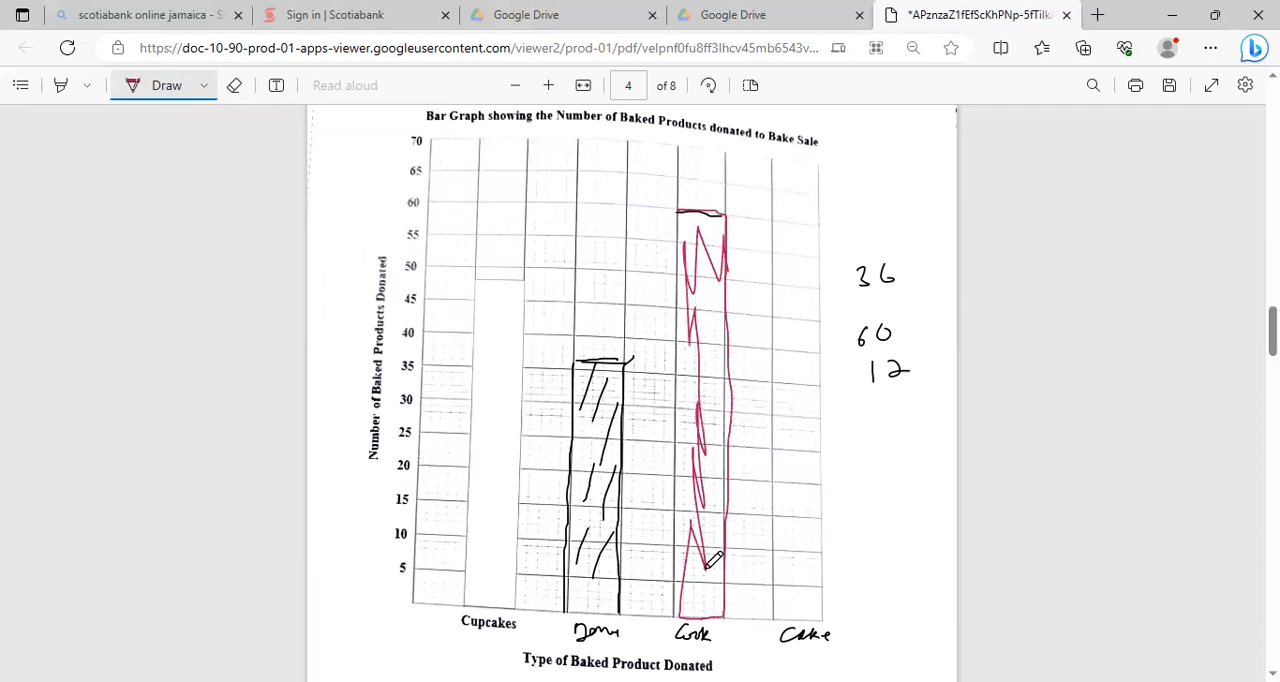 scotiabank online jamaica - S
Sign in | Scotiabank
Google Drive
Google Drive
*APznzaZ1fEfScKhPNp-5fTilk
https://doc-10-90-prod-01-apps-viewer.googleusercontent.com/viewer2/prod-01/pdf/velpnf0fu8ff3lhcv45mb6543v...
Draw
Read aloud
4 of 8
Bar Graph showing the Number of Baked Products donated to Bake Sale
70
65
60
55
50
45
40
35
30
25
20
15
10
5
Number of Baked Products Donated
36
60
12
Cupcakes
Cook
Cake
Type of Baked Product Donated